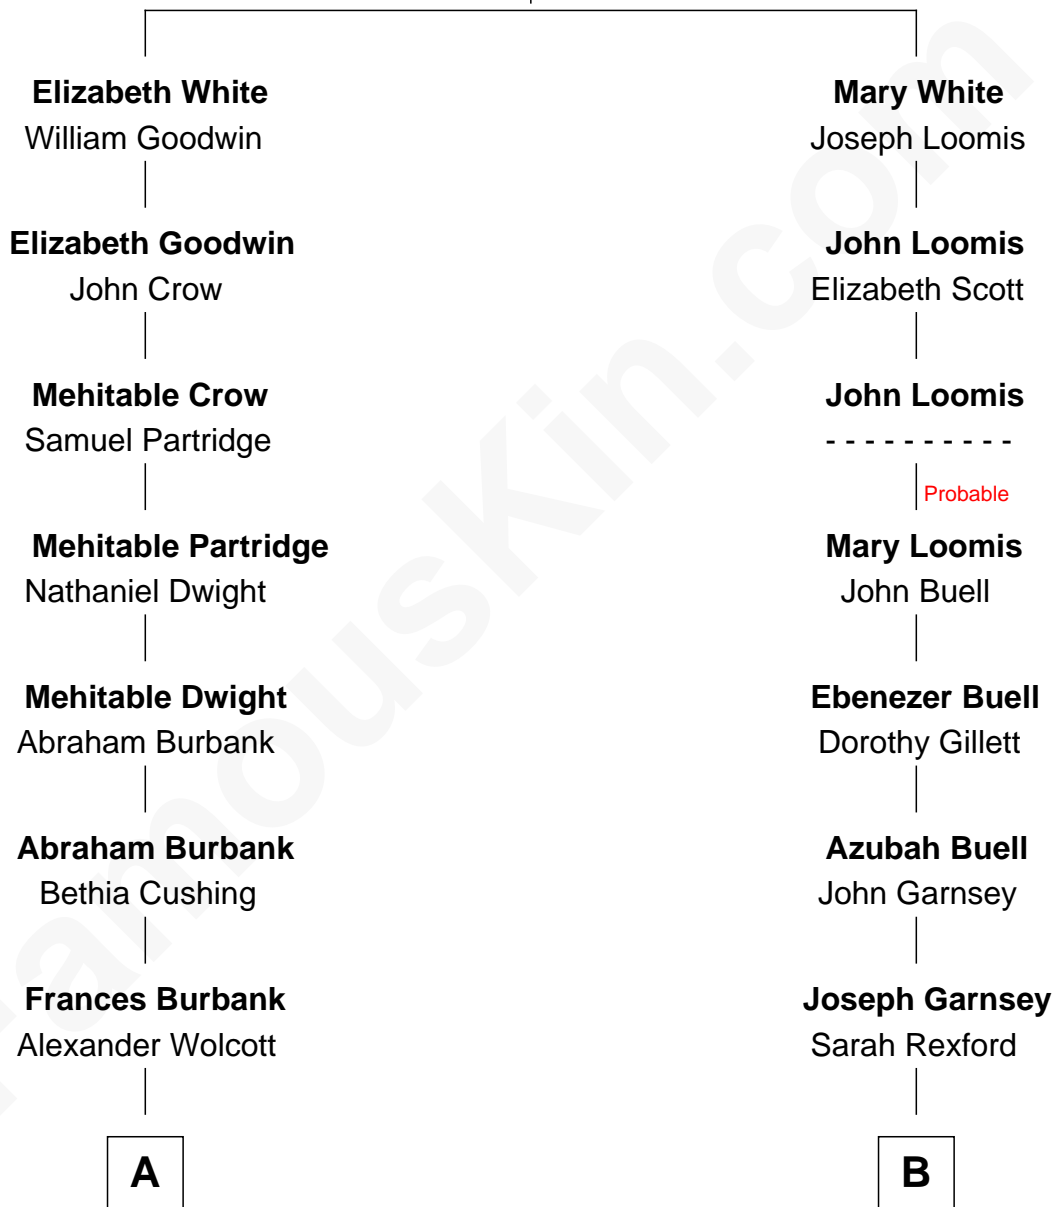 Elizabeth White
William Goodwin
Mary White
Joseph Loomis
Elizabeth Goodwin
John Crow
John Loomis
Elizabeth Scott
Mehitable Crow
Samuel Partridge
John Loomis
- - - - - - - - - -
Probable
Mehitable Partridge
Nathaniel Dwight
Mary Loomis
John Buell
Mehitable Dwight
Abraham Burbank
Ebenezer Buell
Dorothy Gillett
Abraham Burbank
Bethia Cushing
Azubah Buell
John Garnsey
Frances Burbank
Alexander Wolcott
Joseph Garnsey
Sarah Rexford
A
B
FamousKin.com